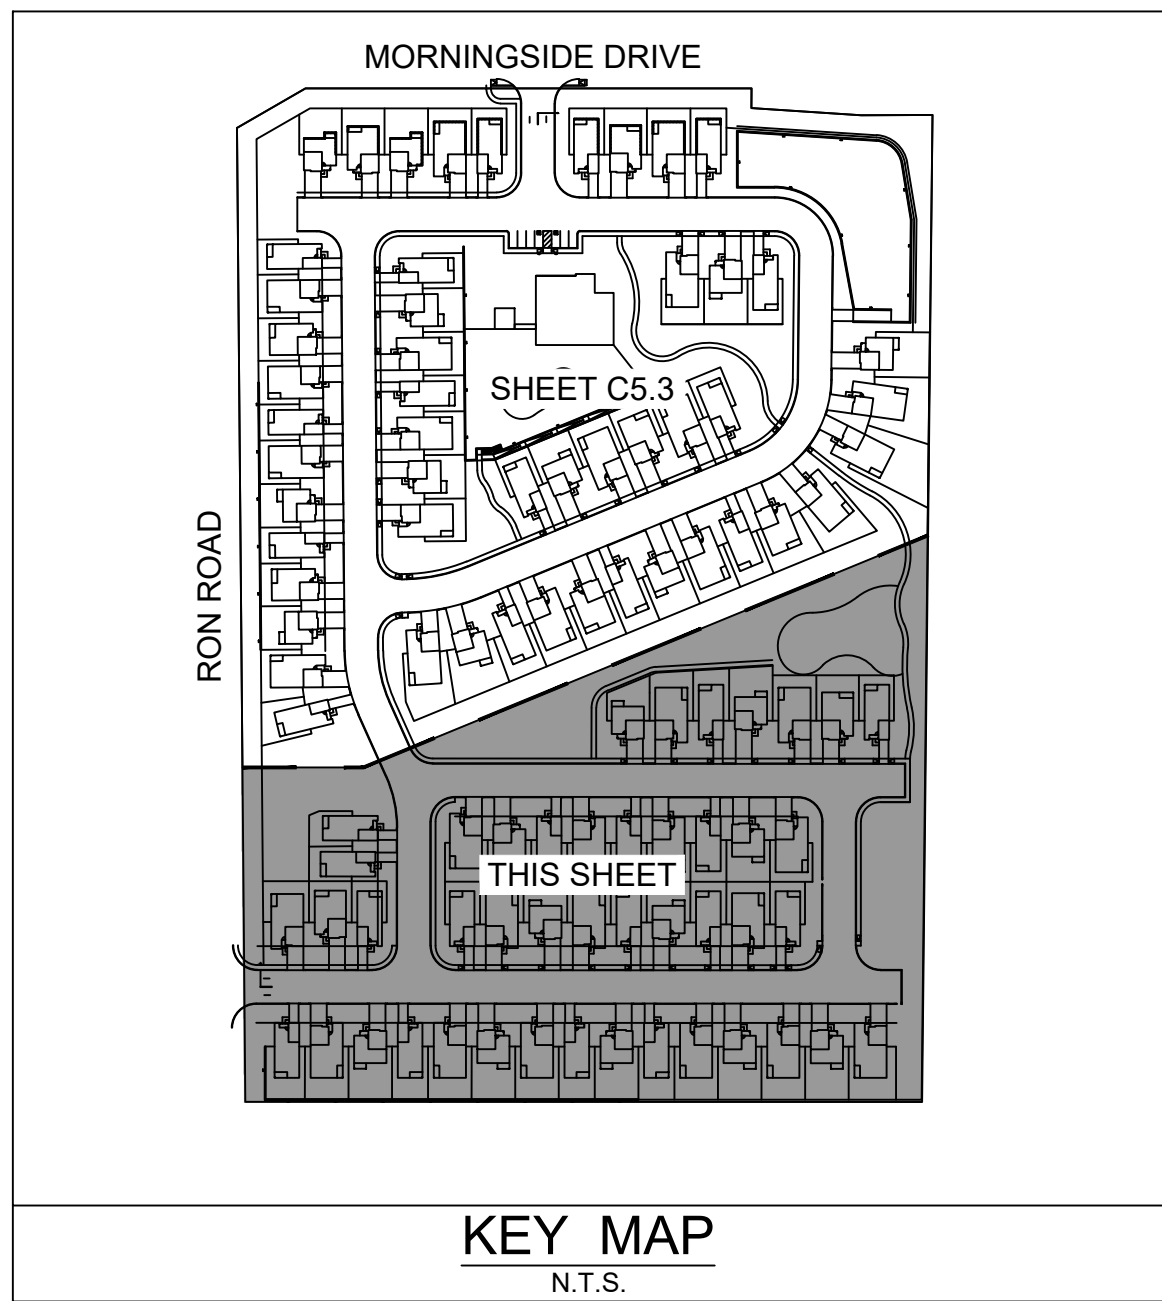 MORNINGSIDE DRIVE
SHEET C5.3
RON ROAD
THIS SHEET
KEY MAP
N.T.S.